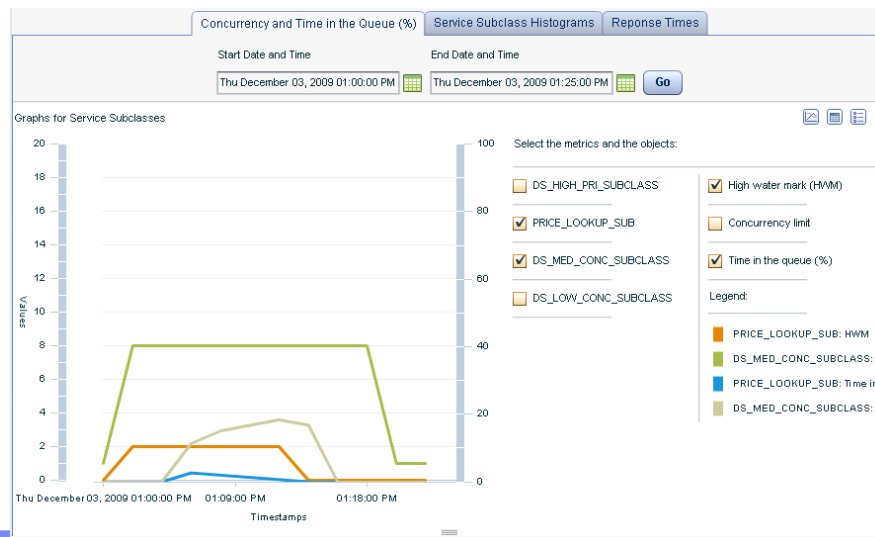 Concurrency and Time in the Queue (%) Service Subclass Histograms Reponse Times
Start Date and Time End Date and Time
Thu December 03, 2009 01:00:00 PM Thu December 03, 2009 01:25:00 PM Go
Graphs for Service Subclasses
Select the metrics and the objects:
DS_HIGH_PRI_SUBCLASS High water mark (HWM)
PRICE_LOOKUP_SUB Concurrency limit
DS_MED_CONC_SUBCLASS Time in the queue (%)
DS_LOW_CONC_SUBCLASS Legend:
PRICE_LOOKUP_SUB: HWM
DS_MED_CONC_SUBCLASS:
PRICE_LOOKUP_SUB: Time in
DS_MED_CONC_SUBCLASS:
20 100
18
16 80
14
12 60
Values
10
8 40
6
4 20
2
0 0
Thu December 03, 2009 01:00:00 PM 01:09:00 PM 01:18:00 PM
Timestamps